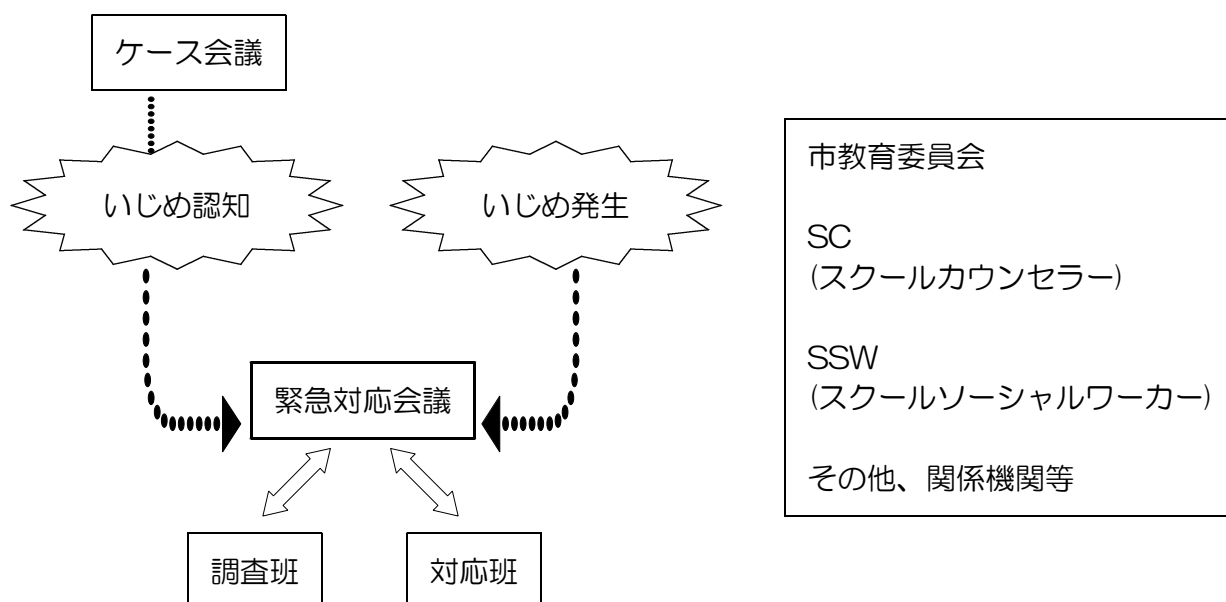 ケース会議
いじめ認知
いじめ発生
緊急対応会議
調査班
対応班
市教育委員会
SC
(スクールカウンセラー)
SSW
(スクールソーシャルワーカー)
その他、関係機関等